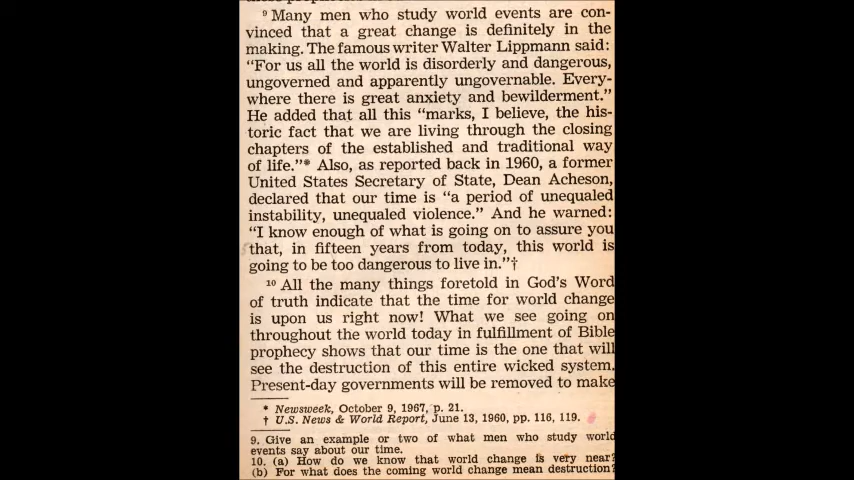 ⁹ Many men who study world events are con-
vinced that a great change is definitely in the
making. The famous writer Walter Lippmann said:
“For us all the world is disorderly and dangerous,
ungoverned and apparently ungovernable. Every-
where there is great anxiety and bewilderment.”
He added that all this “marks, I believe, the his-
toric fact that we are living through the closing
chapters of the established and traditional way
of life.”* Also, as reported back in 1960, a former
United States Secretary of State, Dean Acheson,
declared that our time is “a period of unequaled
instability, unequaled violence.” And he warned:
“I know enough of what is going on to assure you
that, in fifteen years from today, this world is
going to be too dangerous to live in.”†
¹⁰ All the many things foretold in God’s Word
of truth indicate that the time for world change
is upon us right now! What we see going on
throughout the world today in fulfillment of Bible
prophecy shows that our time is the one that will
see the destruction of this entire wicked system.
Present-day governments will be removed to make
* Newsweek, October 9, 1967, p. 21.
† U.S. News & World Report, June 13, 1960, pp. 116, 119.
9. Give an example or two of what men who study world
events say about our time.
10. (a) How do we know that world change is very near?
(b) For what does the coming world change mean destruction?